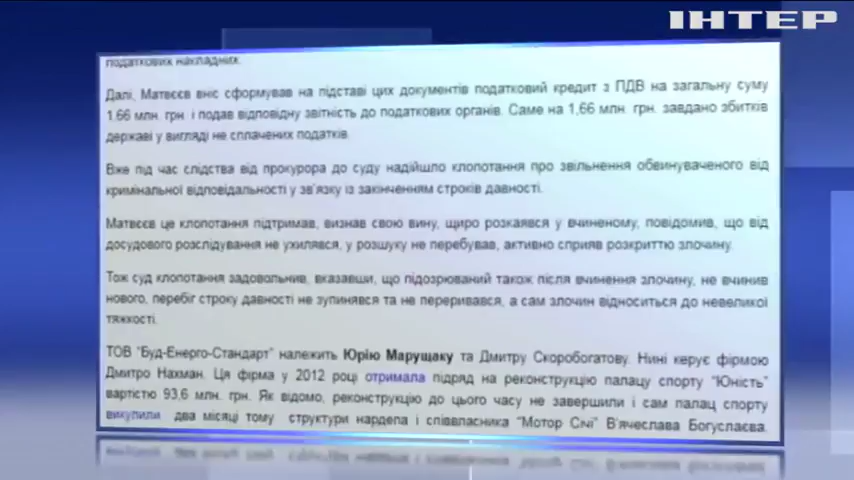 ІНТЕР
податкових накладних.
Далі, Матвєєв вніс сформував на підставі цих документів податковий кредит з ПДВ на загальну суму
1,66 млн. грн. і подав відповідну звітність до податкових органів. Саме на 1,66 млн. грн. завдано збитків
державі у вигляді не сплачених податків.
Вже під час слідства від прокурора до суду надійшло клопотання про звільнення обвинуваченого від
кримінальної відповідальності у зв'язку із закінченням строків давності.
Матвєєв це клопотання підтримав, визнав свою вину, щиро розкаявся у вчиненому, повідомив, що від
досудового розслідування не ухилявся, у розшуку не перебував, активно сприяв розкриттю злочину.
Тож суд клопотання задовольнив, вказавши, що підозрюваний також після вчинення злочину, не вчинив
нового, перебіг строку давності не зупинявся та не переривався, а сам злочин відноситься до невеликої
тяжкості.
ТОВ "Буд-Енерго-Стандарт" належить Юрію Марущаку та Дмитру Скоробогатову. Нині керує фірмою
Дмитро Нахман. Ця фірма у 2012 році отримала підряд на реконструкцію палацу спорту "Юність"
вартістю 93,6 млн. грн. Як відомо, реконструкцію до цього часу не завершили і сам палац спорту
викупили два місяці тому структури нардепа і співвласника "Мотор Січі" В'ячеслава Богуслаєва.